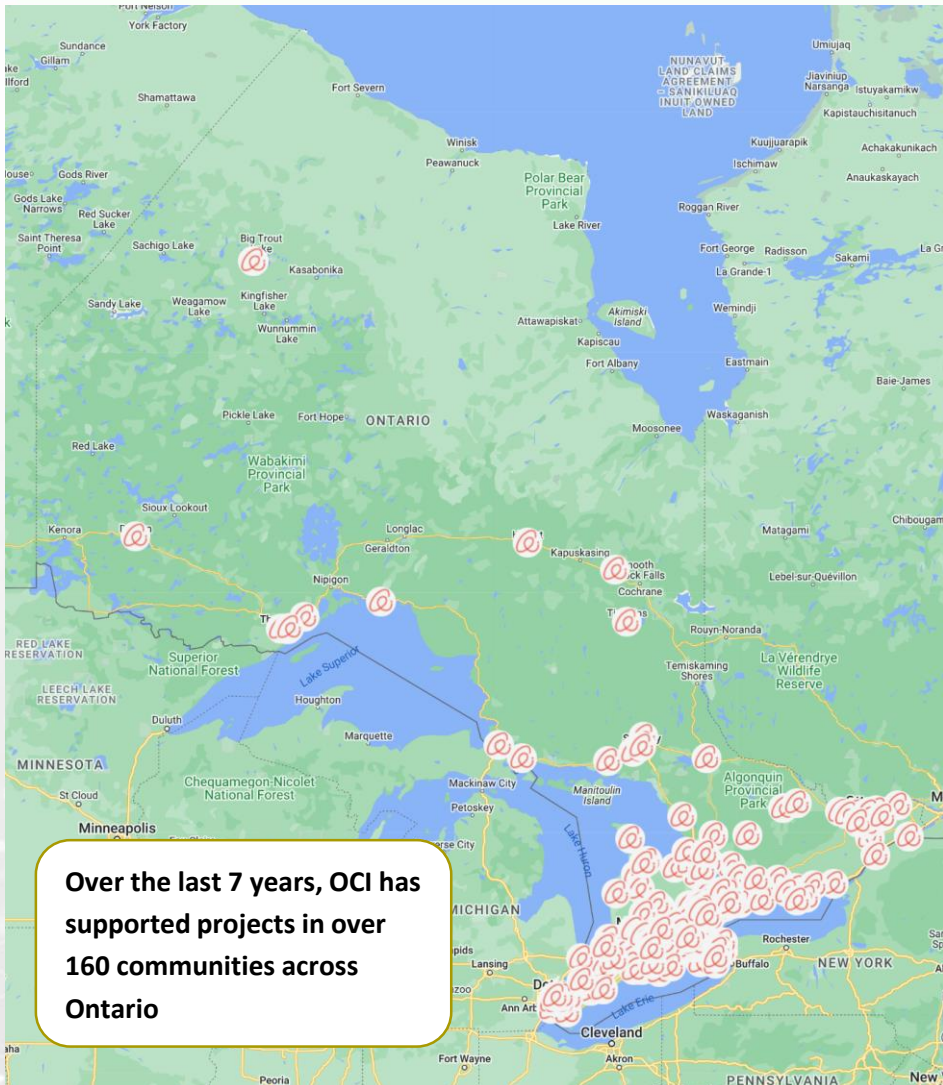 York Factory
Sundance
Gillam
Shamattawa
Fort Severn
NUNAVUT
LAND CLAIMS
AGREEMENT
- SANIKILUAQ
INUIT OWNED
LAND
Umiujaq
Jiaviniup
Narsanga
Istuyakamikw
Kapistauchisitanuch
Winisk
Peawanuck
Kuujjuarapik
Achakakunikach
Ischimaw
Anaukaskayach
Gods River
Gods Lake
Narrows
Red Sucker
Lake
Saint Theresa
Point
Sachigo Lake
Big Trout
Kasabonika
Polar Bear
Provincial
Park
Lake River
Roggan River
Fort George
Radisson
La Grande-1
Sakami
Sandy Lake
Weagamow
Lake
Kingfisher
Lake
Wunnummin
Lake
Attawapiskat
Akimiski
Island
Kapiscau
Wemindji
Fort Albany
Eastmain
Baie-James
Pickle Lake
Fort Hope
ONTARIO
Waskaganish
Moosonee
Red Lake
Wabakimi
Provincial
Park
Sioux Lookout
Kenora
Longlac
Geraldton
Kapuskasing
Matagami
Chibougam
Cochrane
Lebel-sur-Quévillon
Nipigon
Rouyn-Noranda
RED LAKE
RESERVATION
Superior
National Forest
Lake Superior
Temiskaming
Shores
La Vérendrye
Wildlife
Reserve
LEECH LAKE
RESERVATION
Duluth
Houghton
Marquette
MINNESOTA
Chequamegon-Nicolet
National Forest
Mackinaw City
Manitoulin
Island
Algonquin
Provincial
Park
St Cloud
Petoskey
Minneapolis
Lake Huron
Over the last 7 years, OCI has
supported projects in over
160 communities across
Ontario
MICHIGAN
Lansing
Rochester
Buffalo
NEW YORK
Ann Arb
Lake Erie
Cleveland
Fort Wayne
Akron
Peoria
PENNSYLVANIA
New